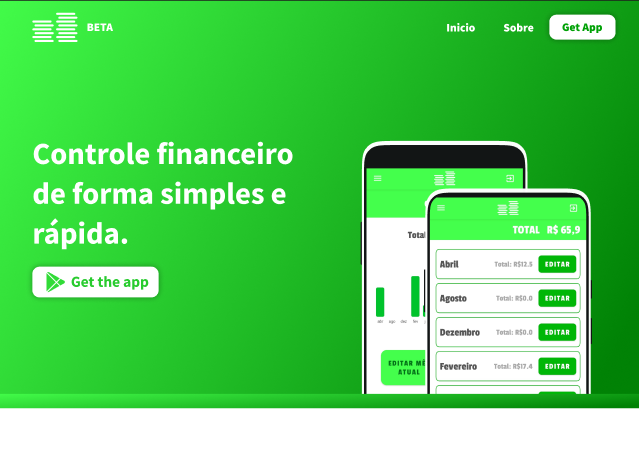 BETA
Inicio
Sobre
Get App
Controle financeiro
de forma simples e
rápida.
Get the app
Total
abr ago dez fev
EDITAR MÊ
ATUAL
TOTAL R$ 65,9
Abril Total: R$12.5 EDITAR
Agosto Total: R$0.0 EDITAR
Dezembro Total: R$0.0 EDITAR
Fevereiro Total: R$17.4 EDITAR